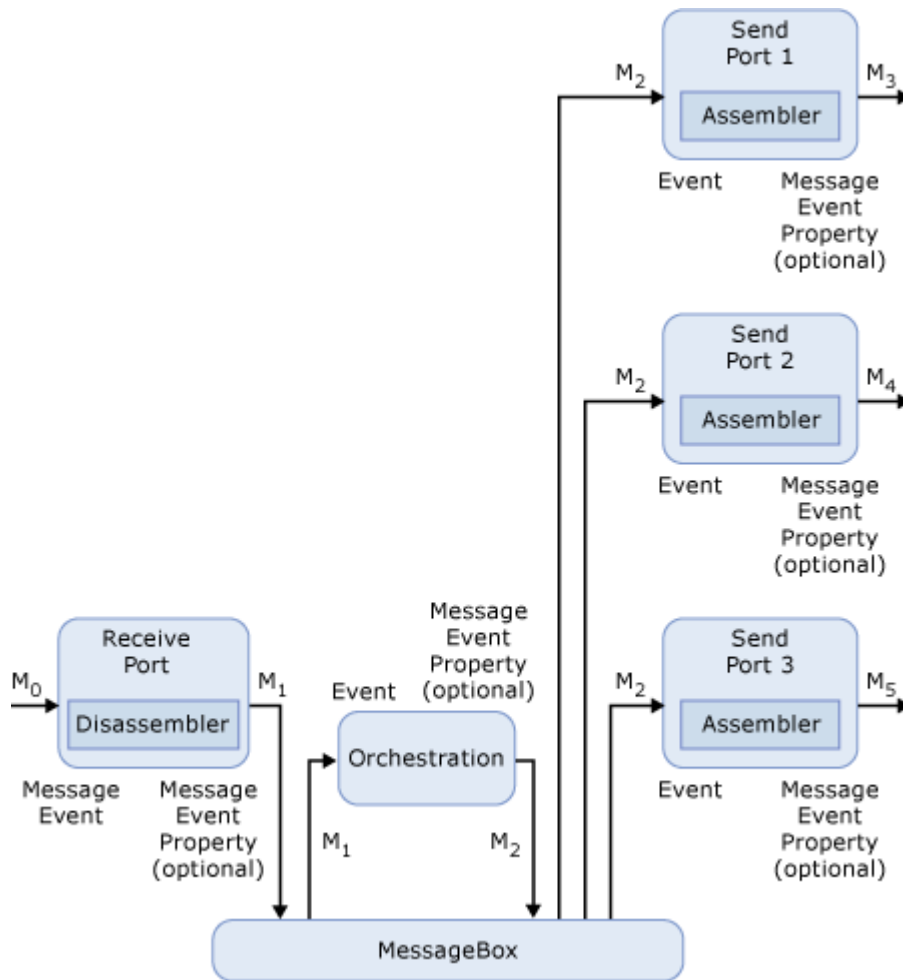 Send
Port 1
M2
M3
Assembler
Event
Message
Event
Property
(optional)
Send
Port 2
M2
M4
Assembler
Event
Message
Event
Property
(optional)
Message
Event
Property
(optional)
Event
Receive
Port
M0
M1
Disassembler
Message
Event
Message
Event
Property
(optional)
Orchestration
M1
M2
Send
Port 3
M2
M5
Assembler
Event
Message
Event
Property
(optional)
MessageBox